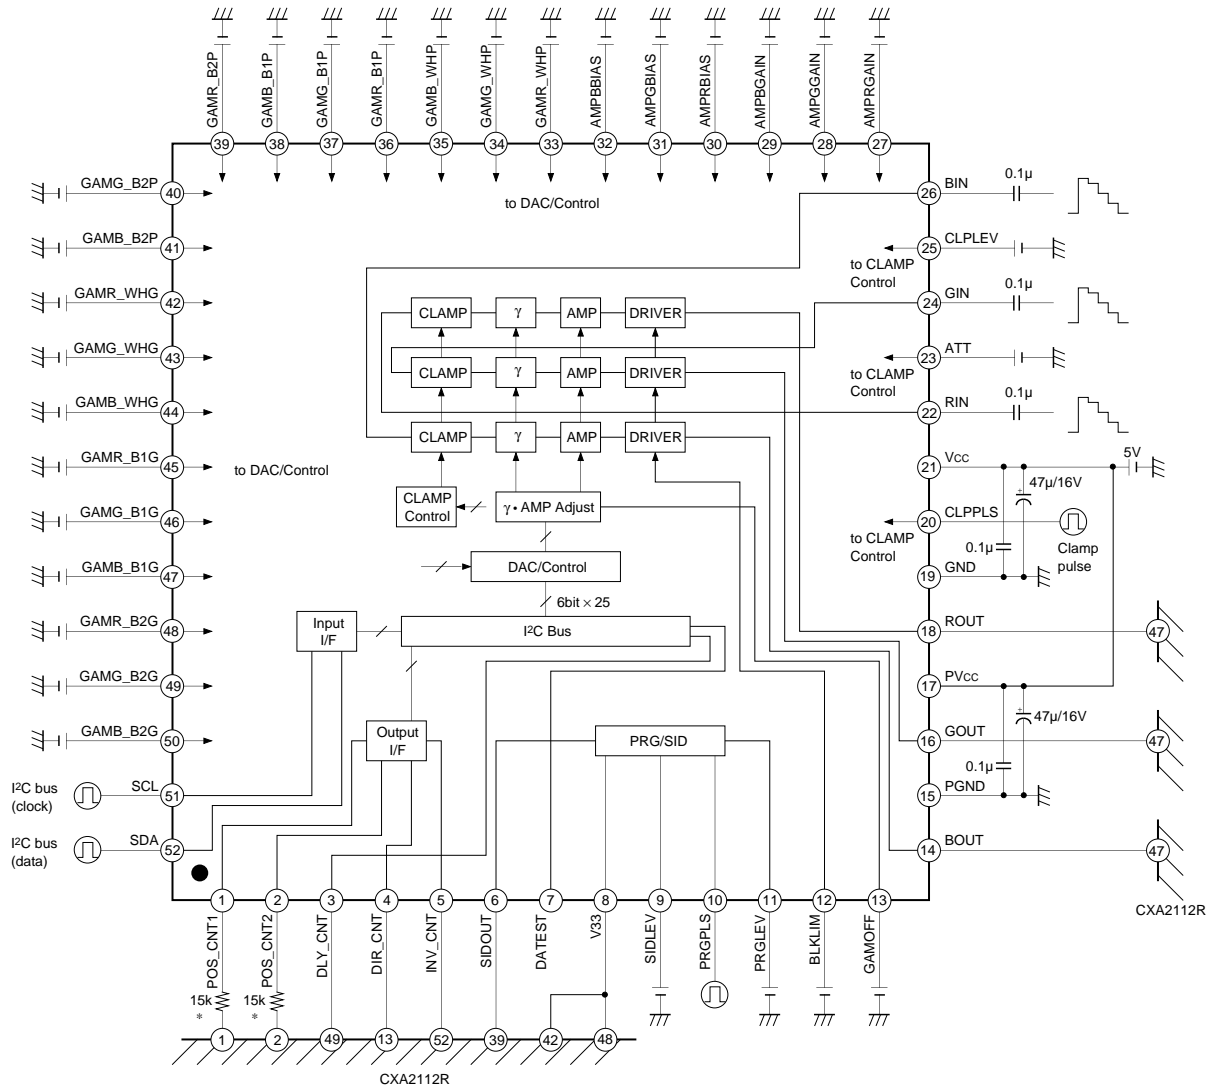 GAMR_B2P
GAMB_B1P
GAMG_B1P
GAMR_B1P
GAMB_WHP
GAMG_WHP
GAMR_WHP
AMPBBIAS
AMPGBIAS
AMPRBIAS
AMPBGAIN
AMPGGAIN
AMPRGAIN
39 38 37 36 35 34 33 32 31 30 29 28 27
GAMG_B2P 40
GAMB_B2P 41
GAMR_WHG 42
GAMG_WHG 43
GAMB_WHG 44
GAMR_B1G 45
GAMG_B1G 46
GAMB_B1G 47
GAMR_B2G 48
GAMG_B2G 49
GAMB_B2G 50
I2C bus
(clock)
SCL 51
I2C bus
(data)
SDA 52
to DAC/Control
to DAC/Control
CLAMP γ AMP DRIVER
CLAMP γ AMP DRIVER
CLAMP γ AMP DRIVER
CLAMP
Control
γ • AMP Adjust
DAC/Control
6bit × 25
Input
I/F
I2C Bus
Output
I/F
PRG/SID
26 BIN 0.1μ
25 CLPLEV
to CLAMP
Control
24 GIN 0.1μ
23 ATT
to CLAMP
Control
22 RIN 0.1μ
21 VCC 5V
47μ/16V
20 CLPPLS
to CLAMP
Control
0.1μ
Clamp
pulse
19 GND
18 ROUT 47
17 PVCC
47μ/16V
16 GOUT 47
0.1μ
15 PGND
14 BOUT 47
CXA2112R
1 2 3 4 5 6 7 8 9 10 11 12 13
POS_CNT1
POS_CNT2
DLY_CNT
DIR_CNT
INV_CNT
SIDOUT
DATEST
V33
SIDLEV
PRGPLS
PRGLEV
BLKLIM
GAMOFF
15k
*
15k
*
1 2 49 13 52 39 42 48
CXA2112R